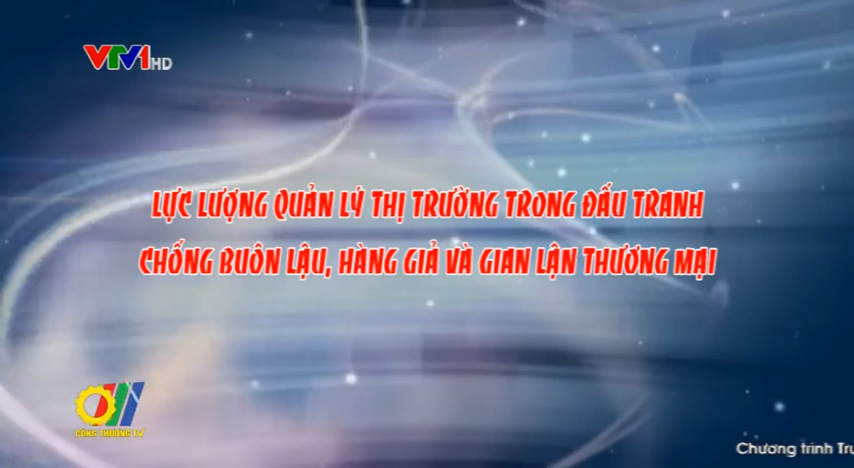 VTV1 HD
LỰC LƯỢNG QUẢN LÝ THỊ TRƯỜNG TRONG ĐẤU TRANH
CHỐNG BUÔN LẬU, HÀNG GIẢ VÀ GIAN LẬN THƯƠNG MẠI
CÔNG THƯƠNG TV
Chương trình Tru